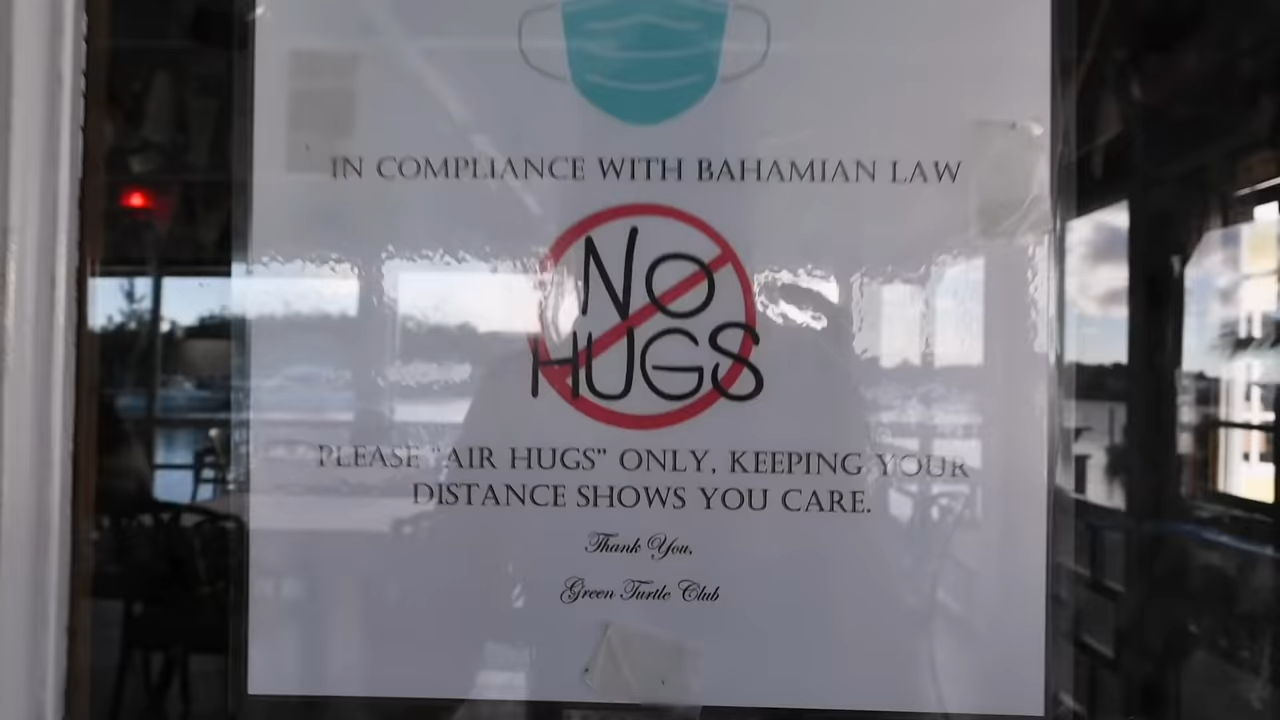 IN COMPLIANCE WITH BAHAMIAN LAW
NO
HUGS
PLEASE "AIR HUGS" ONLY, KEEPING YOUR
DISTANCE SHOWS YOU CARE.
Thank You,
Green Turtle Club